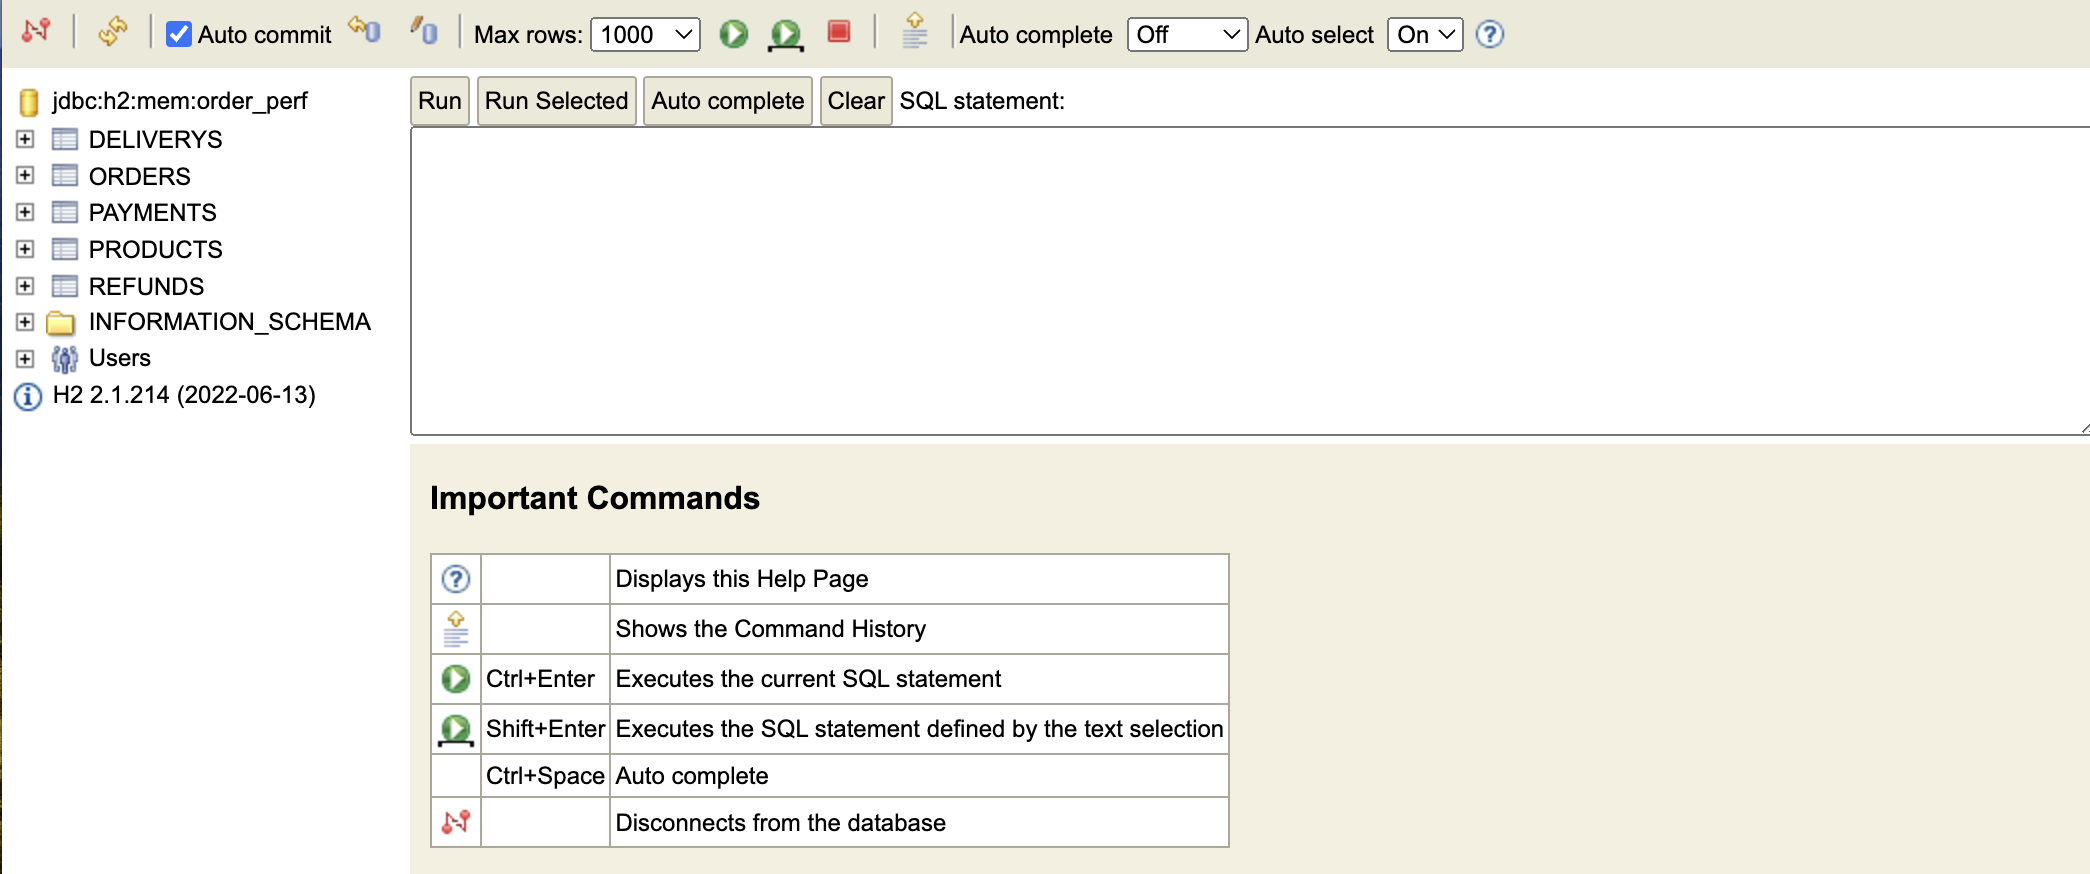 Auto commit Max rows: 1000 Auto complete Off Auto select On
jdbc:h2:mem:order_perf
DELIVERYS
ORDERS
PAYMENTS
PRODUCTS
REFUNDS
INFORMATION_SCHEMA
Users
H2 2.1.214 (2022-06-13)
Run Run Selected Auto complete Clear SQL statement:
Important Commands
Displays this Help Page
Shows the Command History
Ctrl+Enter Executes the current SQL statement
Shift+Enter Executes the SQL statement defined by the text selection
Ctrl+Space Auto complete
Disconnects from the database